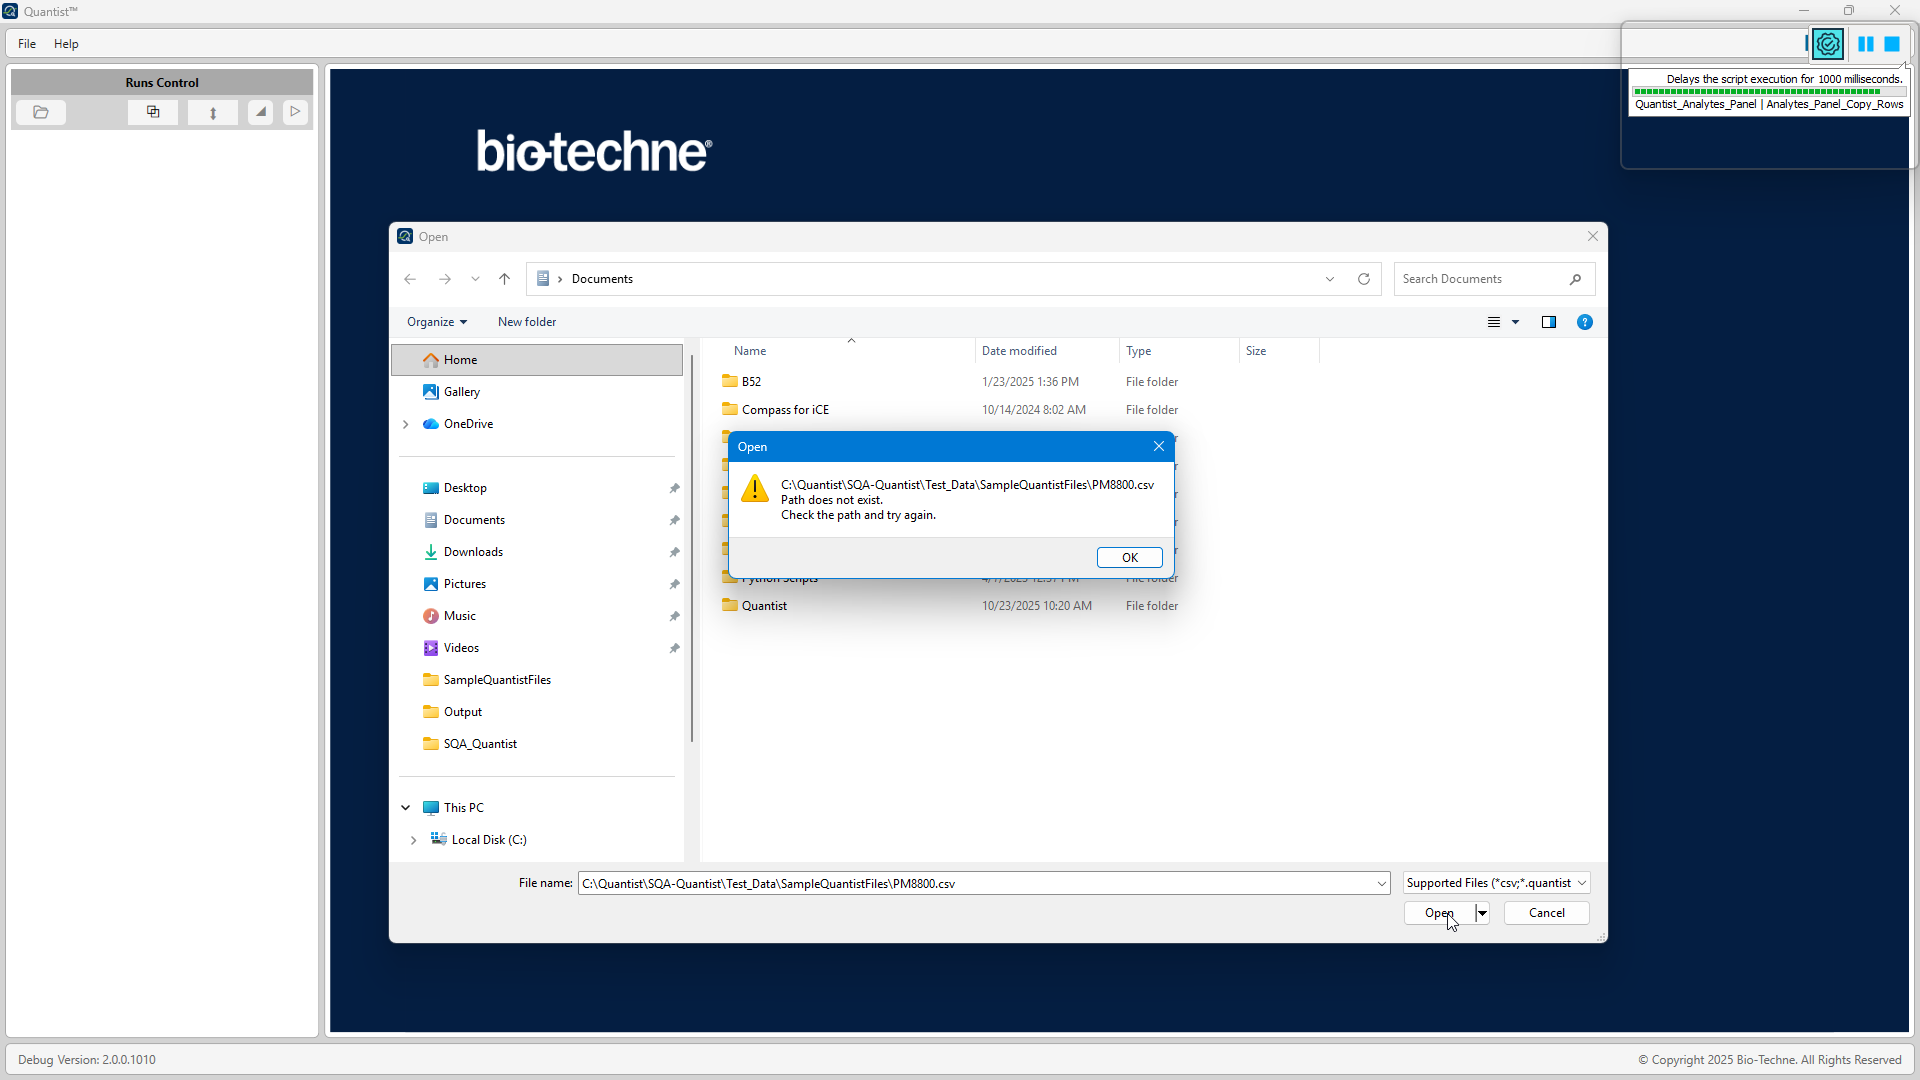 Quantist™
File Help
Runs Control
Delays the script execution for 1000 milliseconds.
Quantist_Analytes_Panel | Analytes_Panel_Copy_Rows
bio-techne®
Open
Documents
Search Documents
Organize
New folder
Name
Date modified
Type
Size
Home
Gallery
OneDrive
Desktop
Documents
Downloads
Pictures
Music
Videos
SampleQuantistFiles
Output
SQA_Quantist
This PC
Local Disk (C:)
B52 1/23/2025 1:36 PM File folder
Compass for iCE 10/14/2024 8:02 AM File folder
Open
C:\Quantist\SQA-Quantist\Test_Data\SampleQuantistFiles\PM8800.csv
Path does not exist.
Check the path and try again.
OK
Python Scripts File folder
Quantist 10/23/2025 10:20 AM File folder
File name: C:\Quantist\SQA-Quantist\Test_Data\SampleQuantistFiles\PM8800.csv
Supported Files (*csv;*.quantist
Open
Cancel
Debug Version: 2.0.0.1010
© Copyright 2025 Bio-Techne. All Rights Reserved